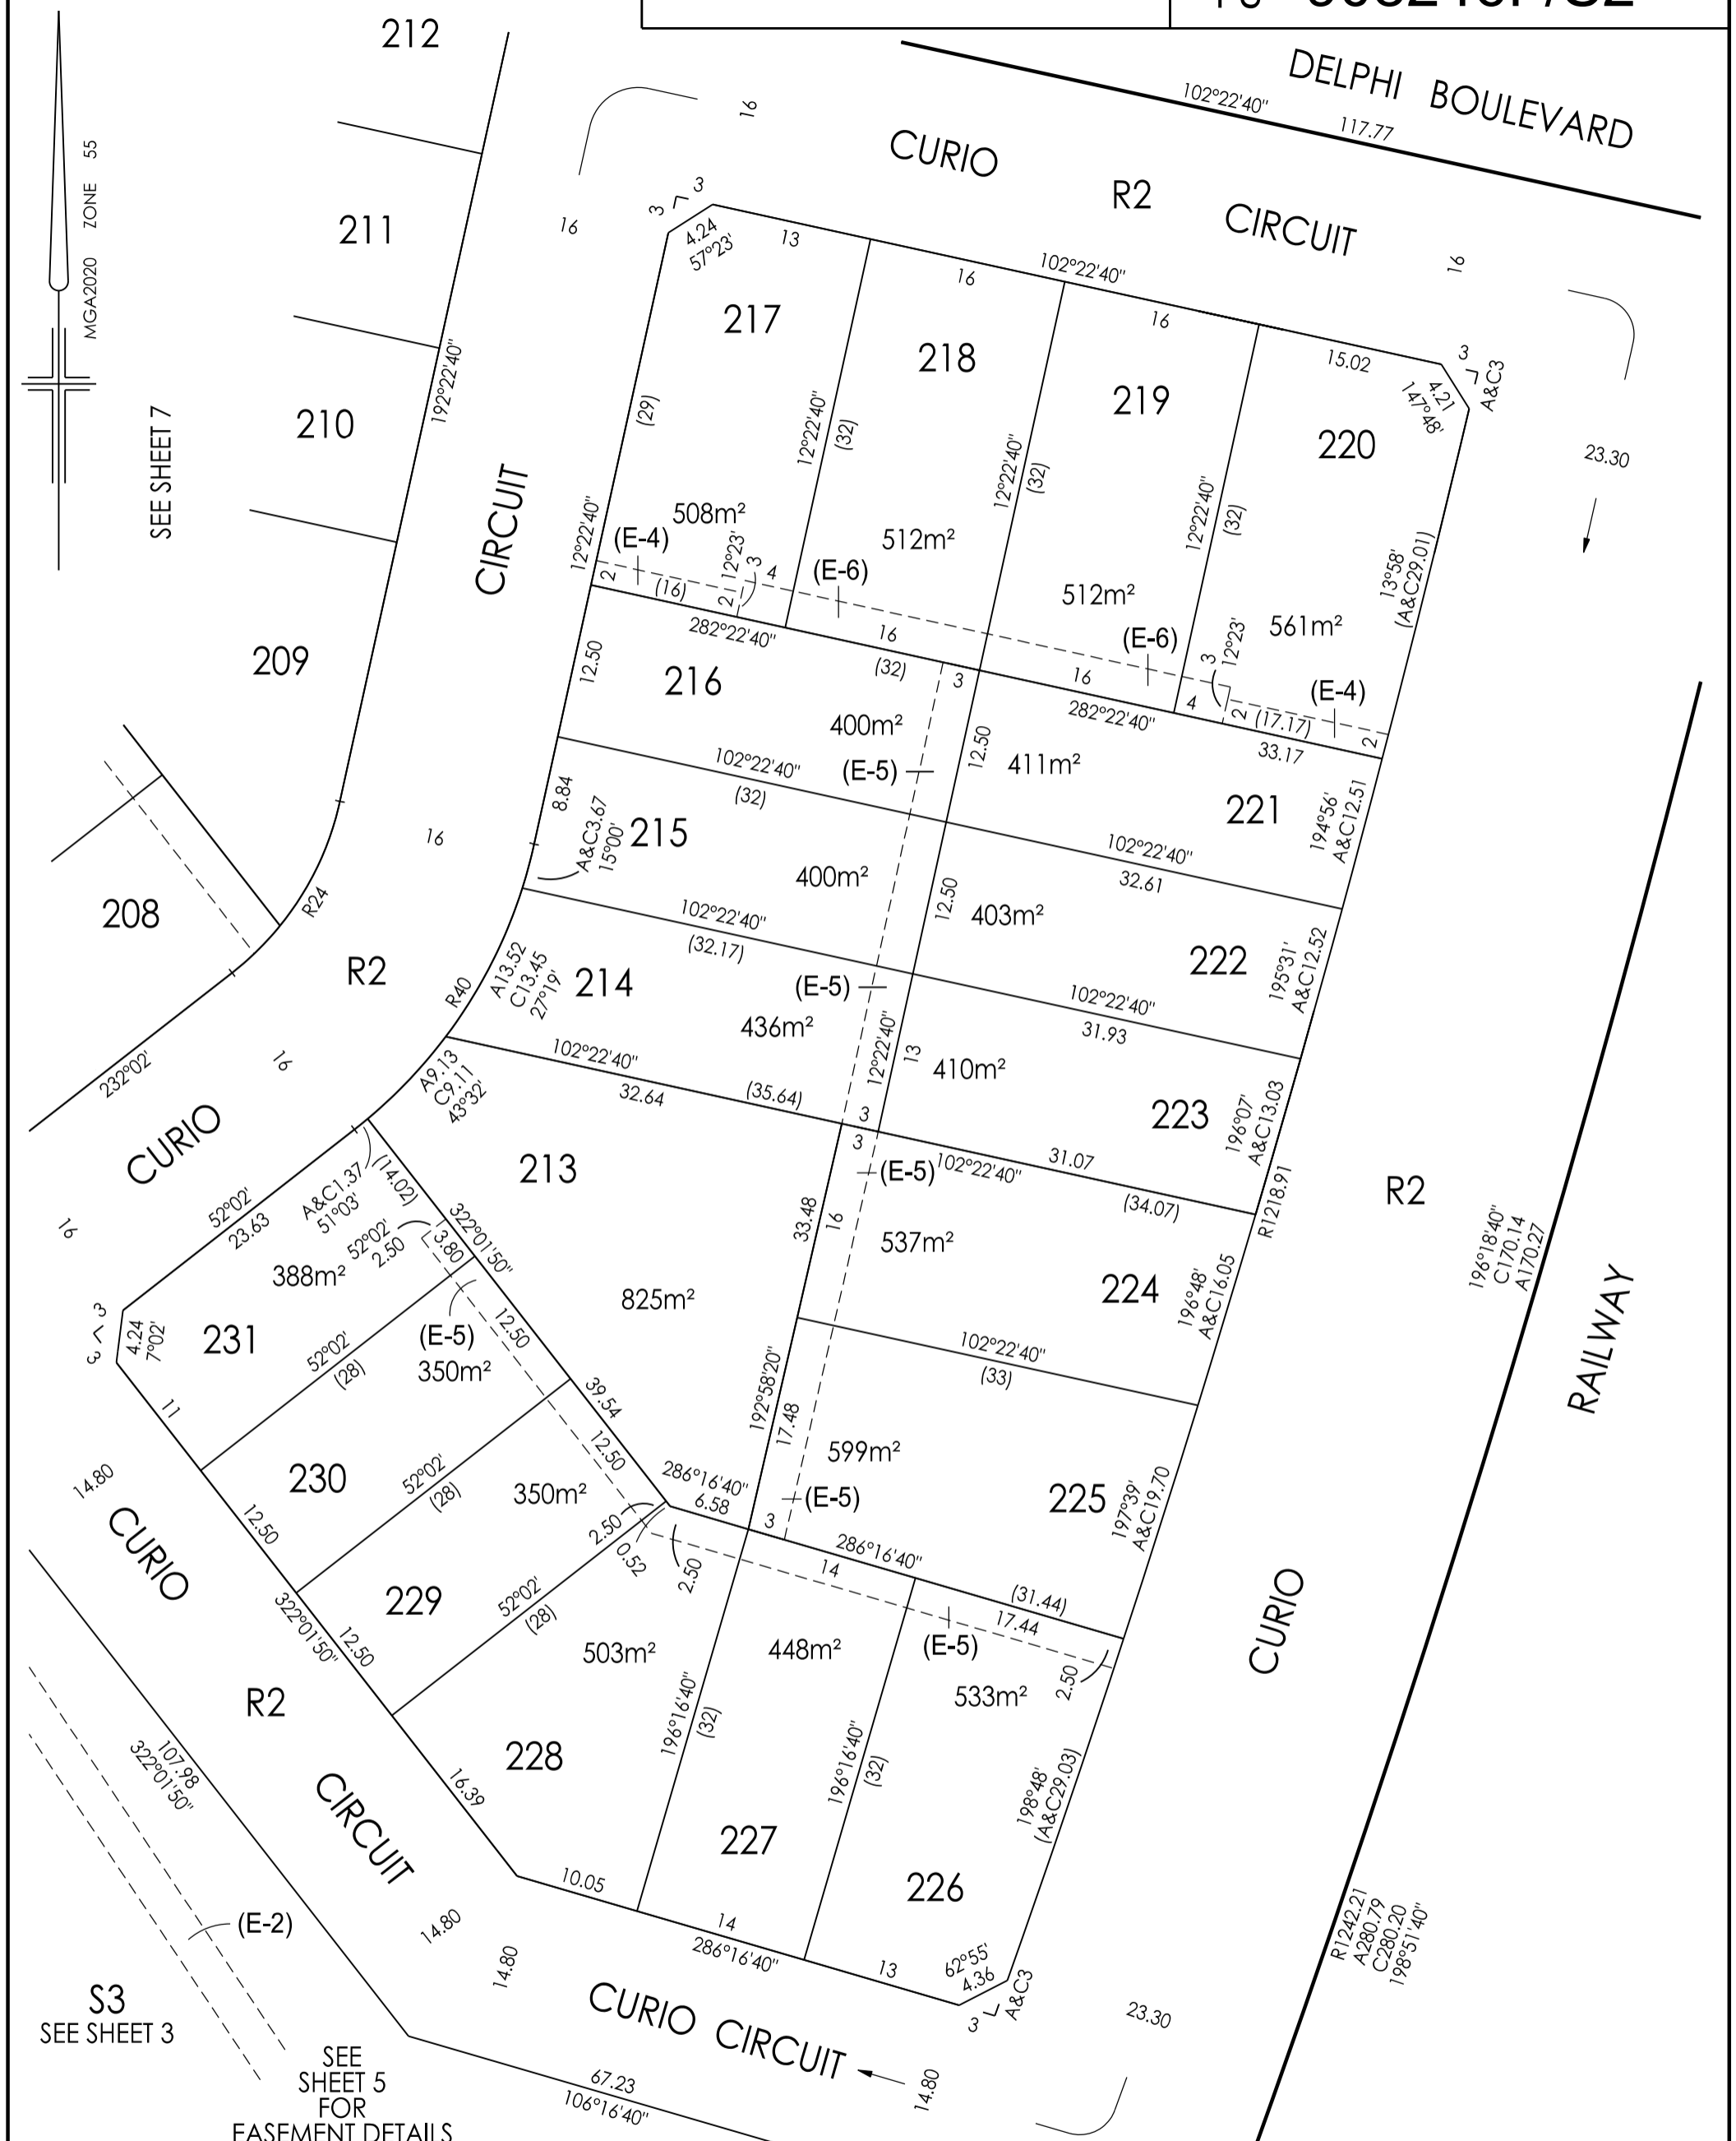 212
DELPHI BOULEVARD
102°22'40"
117.77
16
CURIO
R2
CIRCUIT
16
MGA2020 ZONE 55
SEE SHEET 7
211
210
209
208
192°22'40"
16
CIRCUIT
3
3
4.24
57°23'
13
16
102°22'40"
16
15.02
3
A&C3
4.21
147°48'
23.30
217
218
219
220
(29)
12°22'40"
(32)
12°22'40"
(32)
12°22'40"
(32)
13°58'
(A&C29.01)
508m²
512m²
512m²
561m²
12°22'40"
(E-4)
12°23'
3
4
(E-6)
2
(16)
2
282°22'40"
16
(32)
3
(E-6)
3
12°23'
(E-4)
16
4
2
(17.17)
2
282°22'40"
33.17
12.50
216
400m²
(E-5)
12.50
411m²
221
194°56'
A&C12.51
102°22'40"
(32)
8.84
A&C3.67
15°00'
215
400m²
12.50
102°22'40"
32.61
403m²
222
195°31'
A&C12.52
16
R24
102°22'40"
(32.17)
R2
R40
A13.52
C13.45
27°19'
214
(E-5)
436m²
12°22'40"
13
102°22'40"
31.93
410m²
223
196°07'
A&C13.03
232°02'
16
CURIO
A9.13
C9.11
43°32'
102°22'40"
32.64
(35.64)
3
3
(E-5)
102°22'40"
31.07
(34.07)
R1218.91
R2
213
825m²
33.48
16
537m²
224
196°48'
A&C16.05
196°18'40"
C170.14
A170.27
RAILWAY
16
52°02'
23.63
A&C1.37
51°03'
(14.02)
52°02'
2.50
3.80
322°01'50"
388m²
231
3
3
4.24
7°02'
52°02'
(28)
(E-5)
350m²
12.50
39.54
12.50
192°58'20"
17.48
102°22'40"
(33)
599m²
(E-5)
225
197°39'
A&C19.70
11
14.80
230
52°02'
(28)
350m²
286°16'40"
6.58
3
286°16'40"
14
(31.44)
17.44
2.50
0.52
2.50
CURIO
12.50
229
322°01'50"
12.50
52°02'
(28)
503m²
448m²
(E-5)
533m²
2.50
CURIO
R2
107.98
322°01'50"
228
16.39
196°16'40"
(32)
196°16'40"
(32)
198°48'
(A&C29.03)
CIRCUIT
227
226
10.05
14
286°16'40"
13
62°55'
4.36
A&C3
3
(E-2)
14.80
14.80
R1242.21
A280.79
C280.20
198°51'40"
S3
SEE SHEET 3
CURIO CIRCUIT
14.80
23.30
SEE
SHEET 5
FOR
EASEMENT DETAILS
67.23
106°16'40"